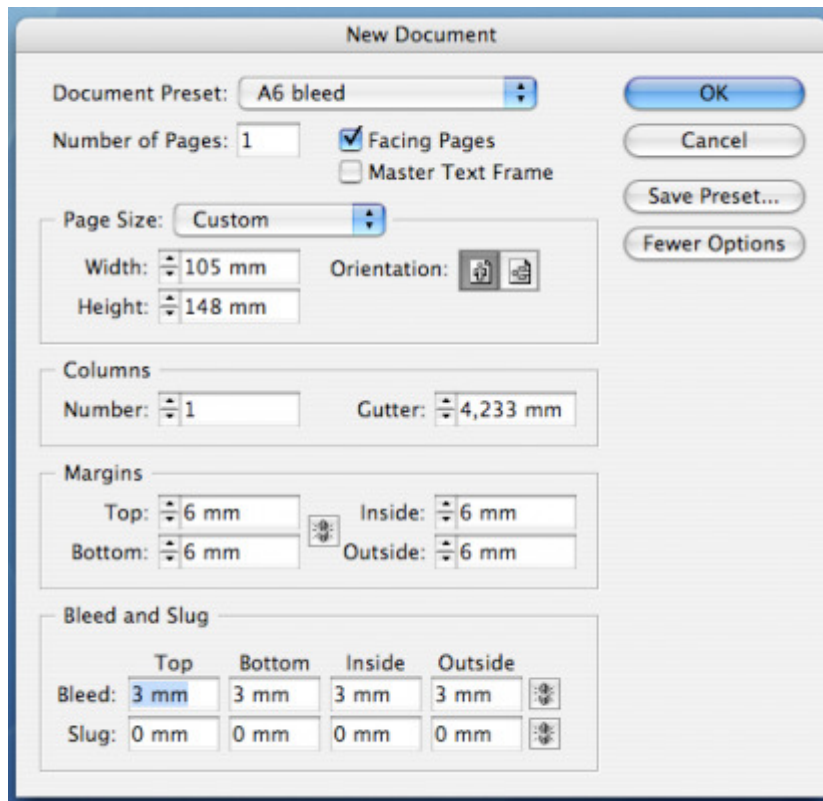 New Document
Document Preset: A6 bleed
OK
Number of Pages: 1
Facing Pages
Cancel
Master Text Frame
Save Preset...
Page Size: Custom
Fewer Options
Width: 105 mm
Orientation:
Height: 148 mm
Columns
Number: 1
Gutter: 4,233 mm
Margins
Top: 6 mm
Inside: 6 mm
Bottom: 6 mm
Outside: 6 mm
Bleed and Slug
Top Bottom Inside Outside
Bleed: 3 mm 3 mm 3 mm 3 mm
Slug: 0 mm 0 mm 0 mm 0 mm